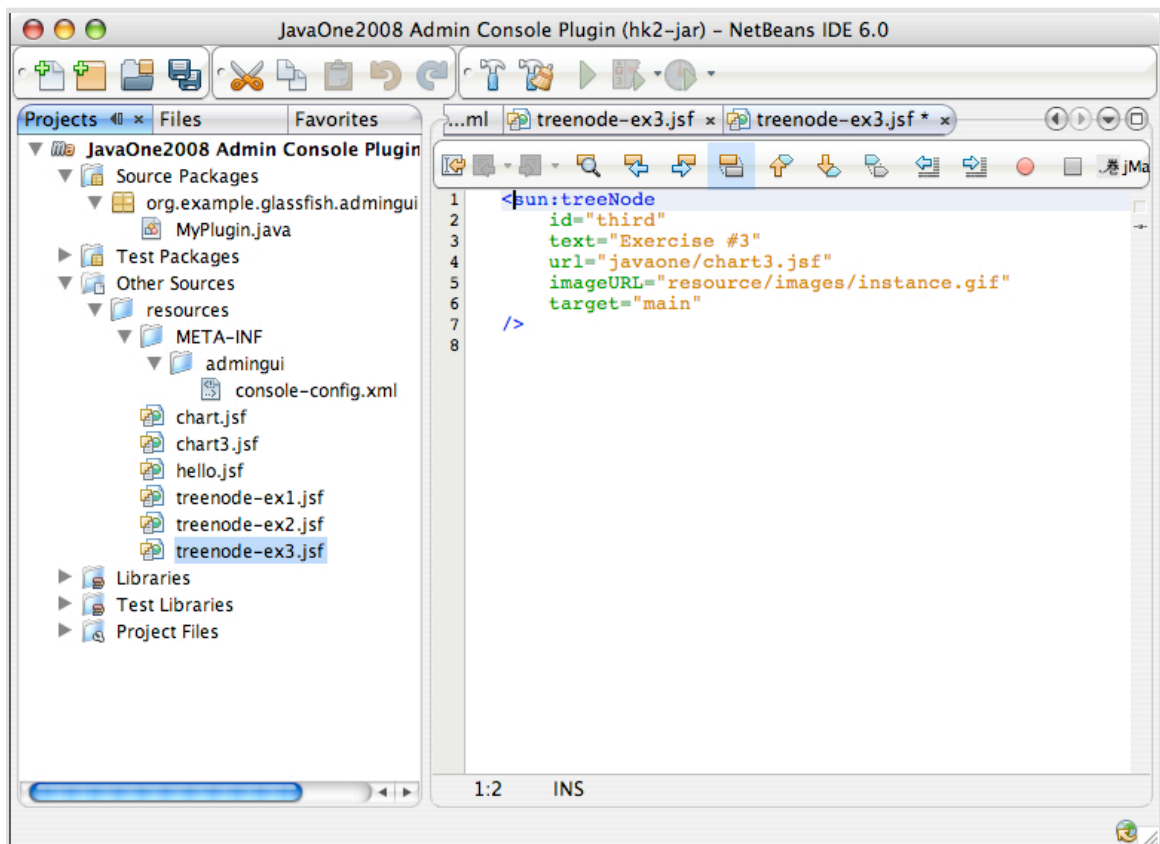 JavaOne2008 Admin Console Plugin (hk2-jar) – NetBeans IDE 6.0
Projects Files Favorites
JavaOne2008 Admin Console Plugin
Source Packages
org.example.glassfish.admingui
MyPlugin.java
Test Packages
Other Sources
resources
META-INF
admingui
console-config.xml
chart.jsf
chart3.jsf
hello.jsf
treenode-ex1.jsf
treenode-ex2.jsf
treenode-ex3.jsf
Libraries
Test Libraries
Project Files
...ml treenode-ex3.jsf × treenode-ex3.jsf * ×
jMa
1 <sun:treeNode
2 id="third"
3 text="Exercise #3"
4 url="javaone/chart3.jsf"
5 imageURL="resource/images/instance.gif"
6 target="main"
7 />
8
1:2 INS